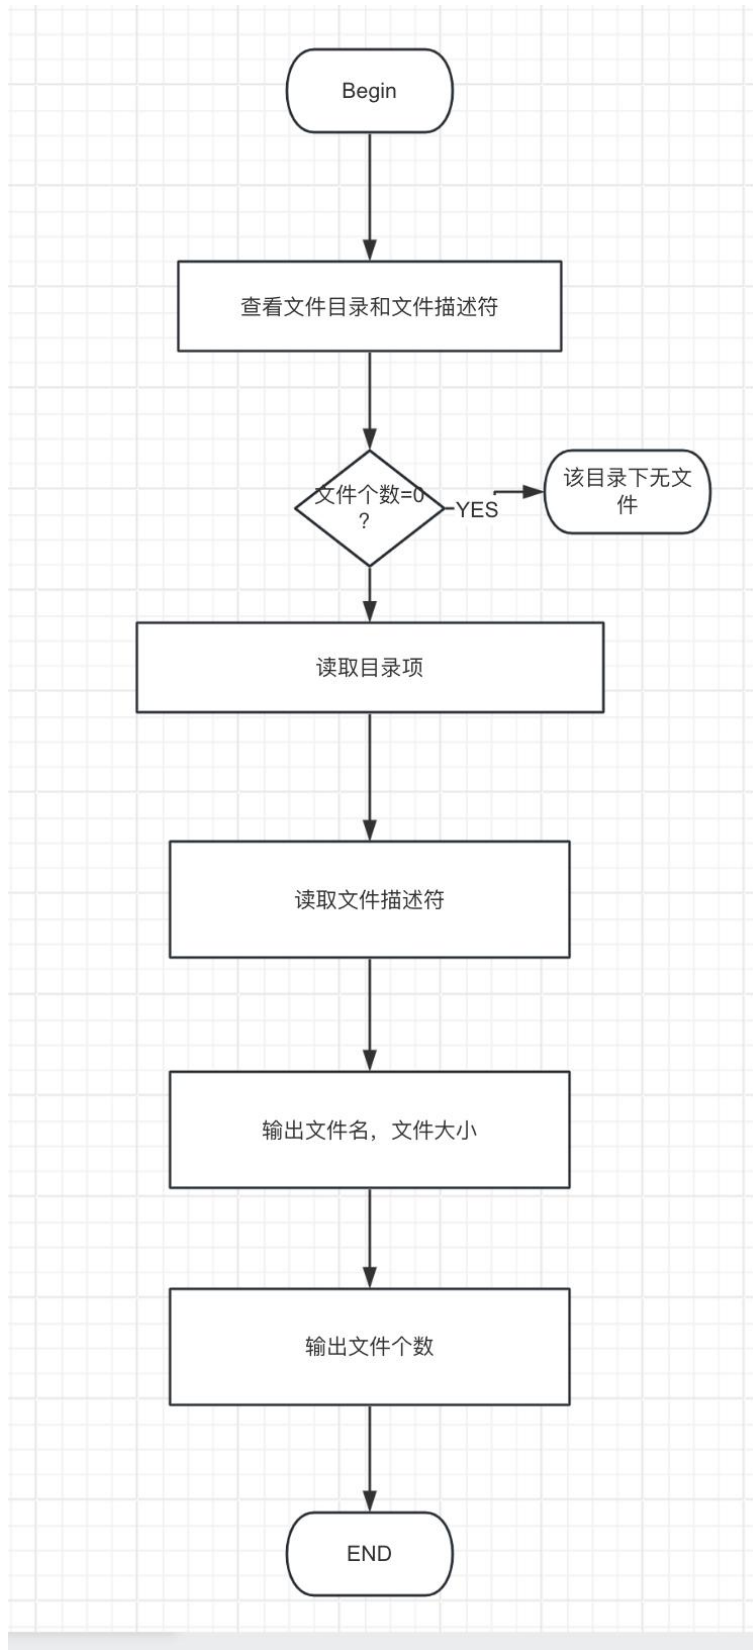 Begin
查看文件目录和文件描述符
文件个数=0
？
YES
该目录下无文
件
读取目录项
读取文件描述符
输出文件名，文件大小
输出文件个数
END